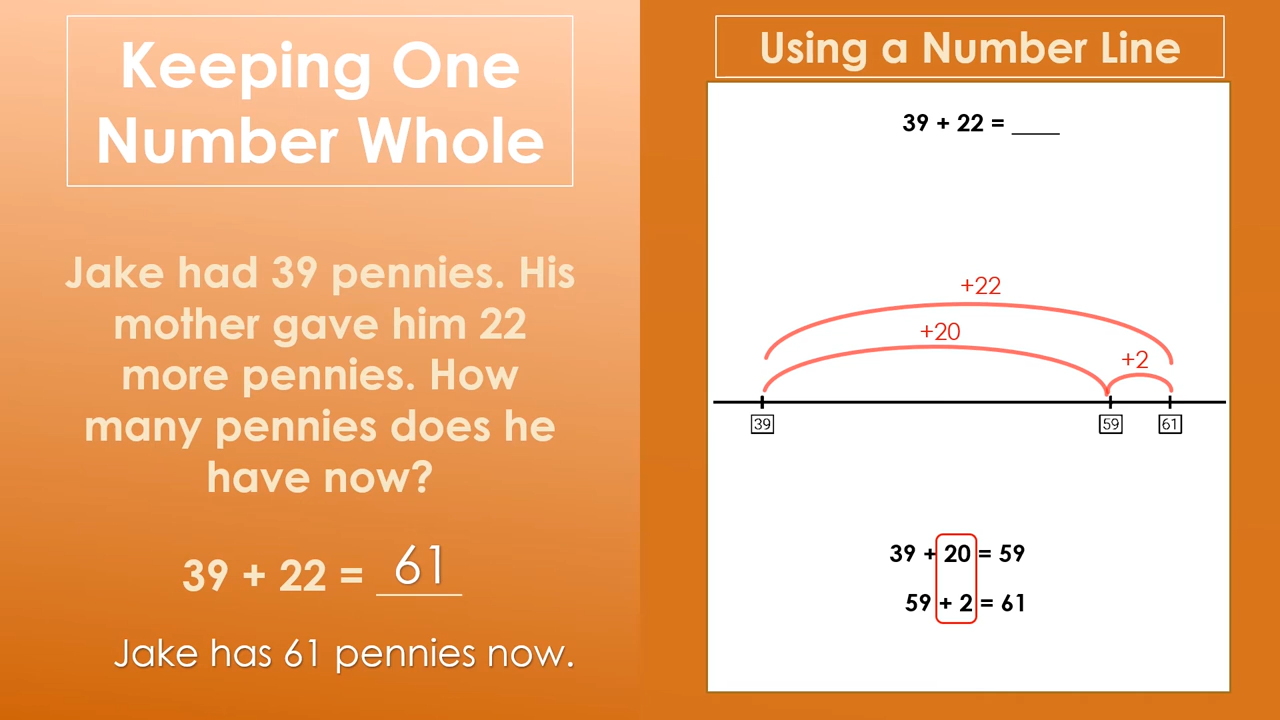 Keeping One
Number Whole
Jake had 39 pennies. His
mother gave him 22
more pennies. How
many pennies does he
have now?
39 + 22 = 61
Jake has 61 pennies now.
Using a Number Line
39 + 22 = ____
+22
+20
+2
39 59 61
39 + 20 = 59
59 + 2 = 61